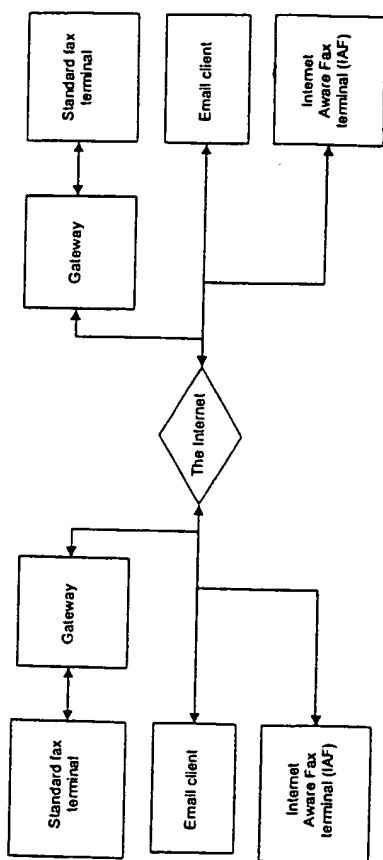 Standard fax
terminal
Gateway
Email client
Internet
Aware Fax
terminal (IAF)
The Internet
Standard fax
terminal
Gateway
Email client
Internet
Aware Fax
terminal (IAF)